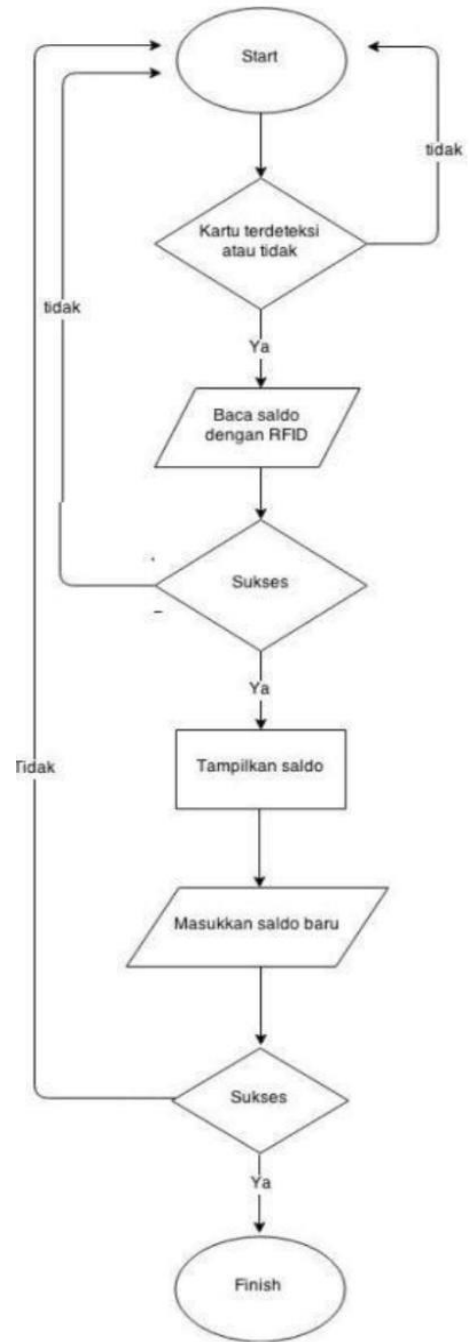 Start
tidak
Kartu terdeteksi
atau tidak
tidak
Ya
Baca saldo
dengan RFID
Sukses
Ya
Tampilkan saldo
Tidak
Masukkan saldo baru
Sukses
Ya
Finish